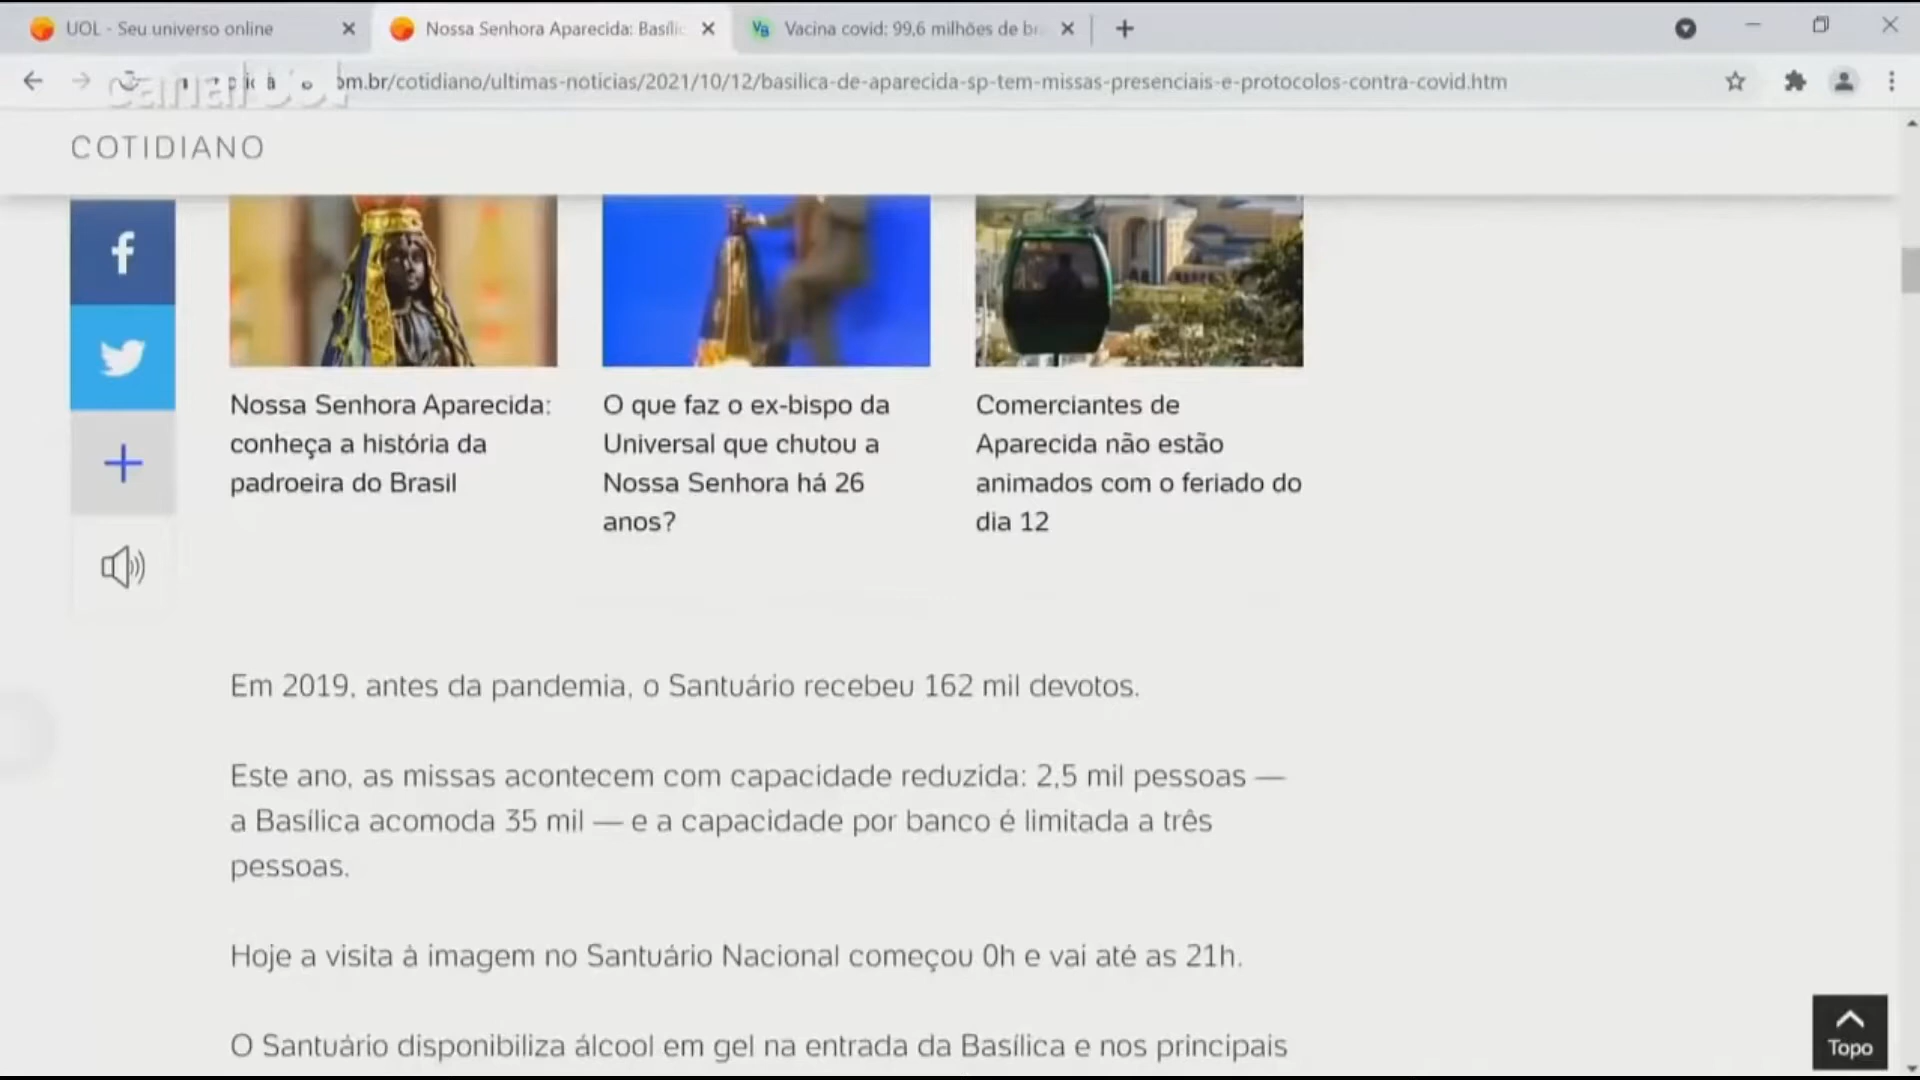 UOL - Seu universo online
Nossa Senhora Aparecida: Basílic
Vacina covid: 99,6 milhões de br
om.br/cotidiano/ultimas-noticias/2021/10/12/basilica-de-aparecida-sp-tem-missas-presenciais-e-protocolos-contra-covid.htm
Canal UOL
COTIDIANO
Nossa Senhora Aparecida:
conheça a história da
padroeira do Brasil
O que faz o ex-bispo da
Universal que chutou a
Nossa Senhora há 26
anos?
Comerciantes de
Aparecida não estão
animados com o feriado do
dia 12
Em 2019, antes da pandemia, o Santuário recebeu 162 mil devotos.
Este ano, as missas acontecem com capacidade reduzida: 2,5 mil pessoas —
a Basílica acomoda 35 mil — e a capacidade por banco é limitada a três
pessoas.
Hoje a visita à imagem no Santuário Nacional começou 0h e vai até as 21h.
O Santuário disponibiliza álcool em gel na entrada da Basílica e nos principais
Topo